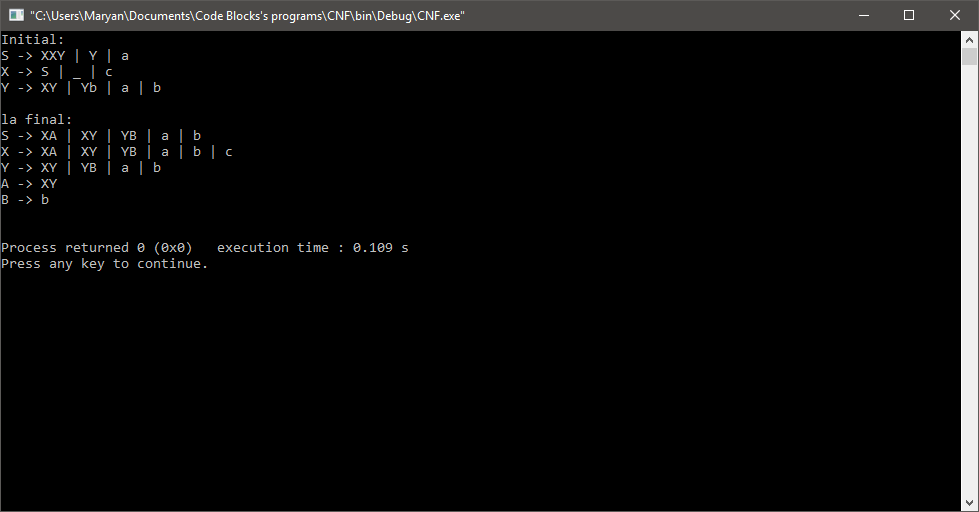 "C:\Users\Maryan\Documents\Code Blocks's programs\CNF\bin\Debug\CNF.exe"
Initial:
S -> XXY | Y | a
X -> S | _ | c
Y -> XY | Yb | a | b
la final:
S -> XA | XY | YB | a | b
X -> XA | XY | YB | a | b | c
Y -> XY | YB | a | b
A -> XY
B -> b
Process returned 0 (0x0)   execution time : 0.109 s
Press any key to continue.